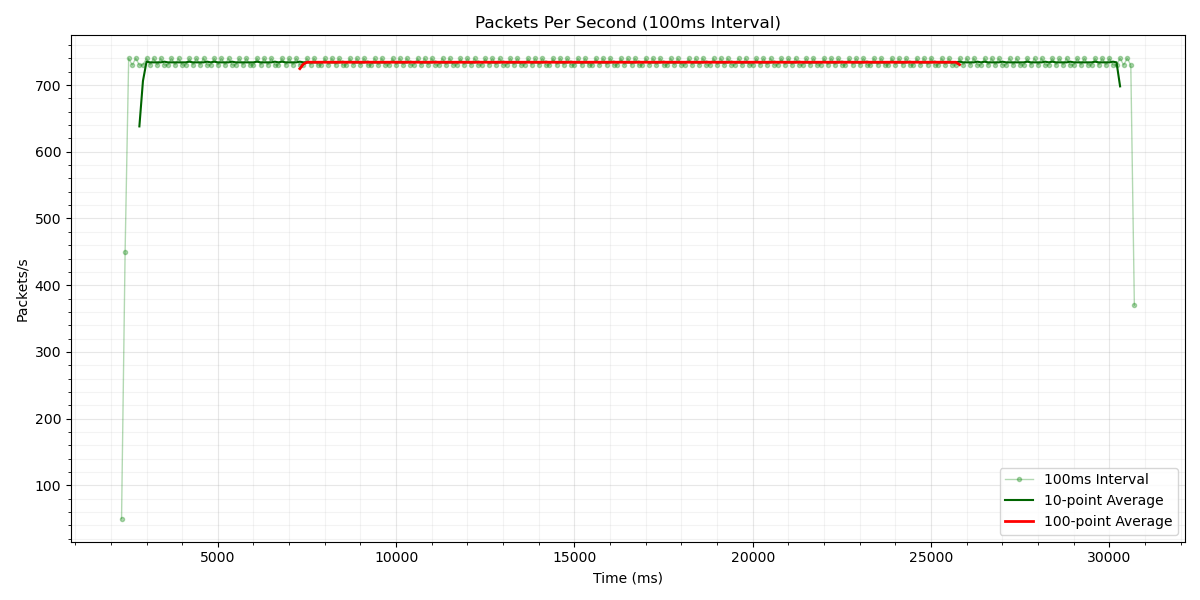 Packets Per Second (100ms Interval)
Packets/s
700
600
500
400
300
200
100
5000
10000
15000
20000
25000
30000
Time (ms)
100ms Interval
10-point Average
100-point Average